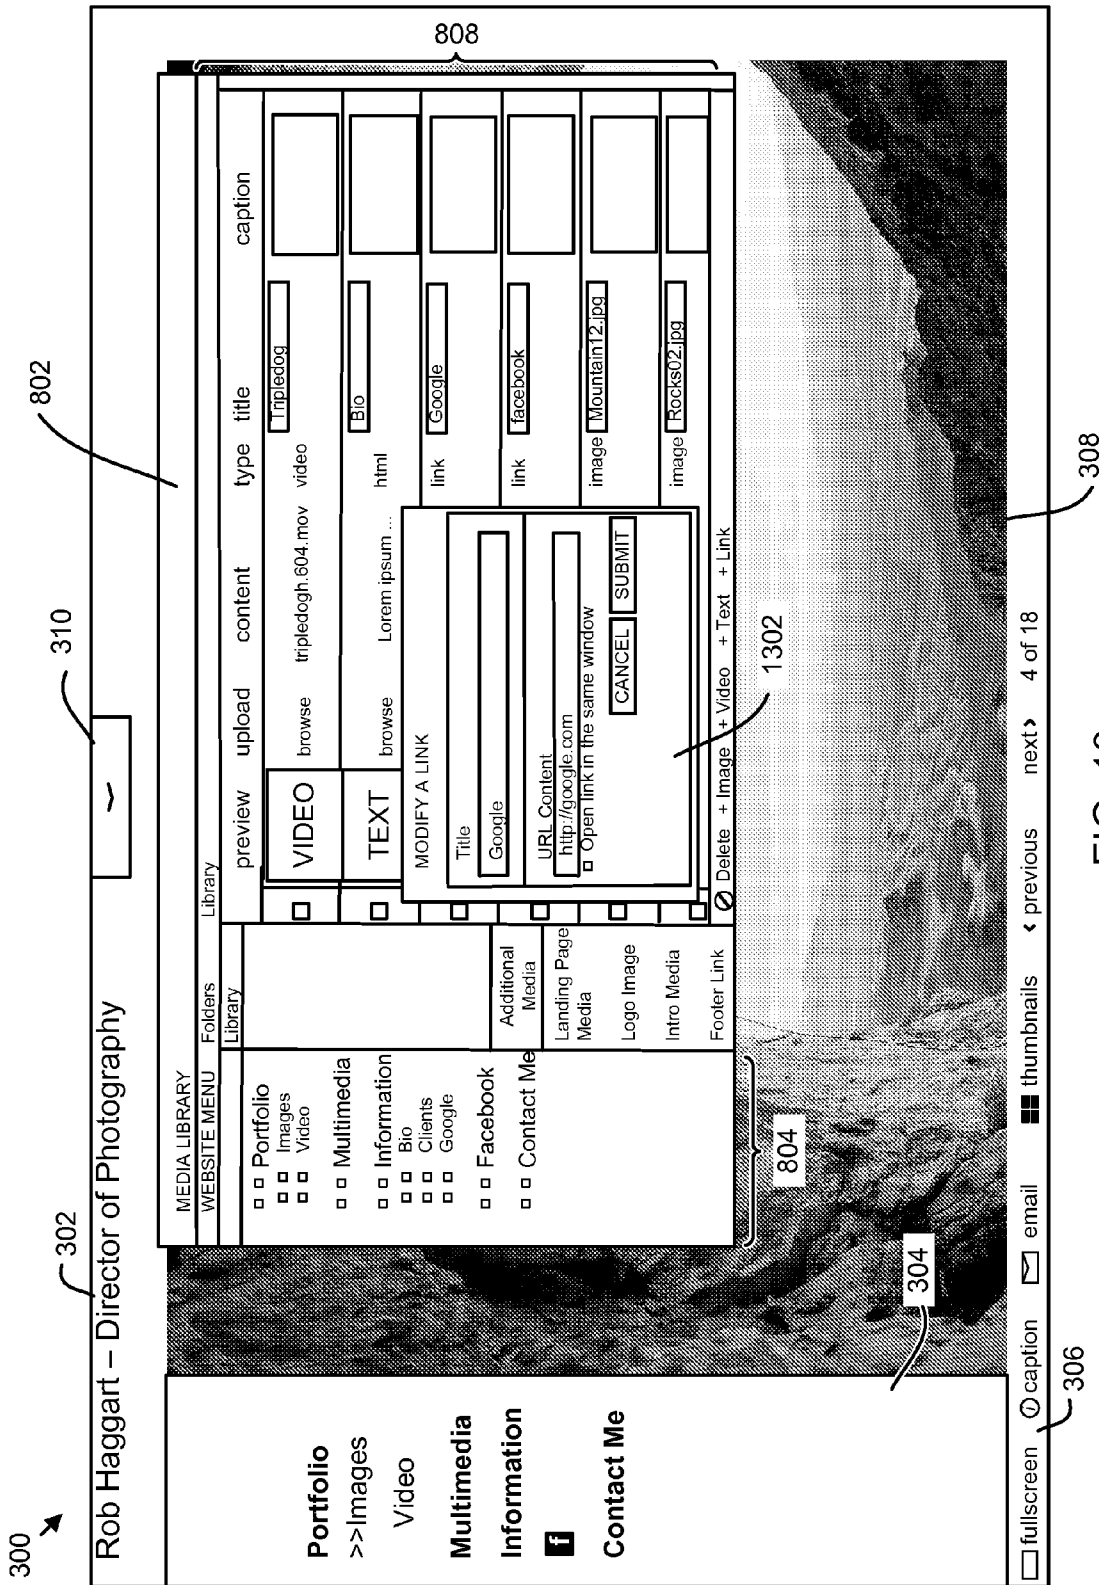 300
302
310
802
808
Rob Haggart – Director of Photography
Portfolio
>>Images
Video
Multimedia
Information
f
Contact Me
MEDIA LIBRARY
WEBSITE MENU
Folders
Library
Portfolio
Images
Video
Multimedia
Information
Bio
Clients
Google
Facebook
Contact Me
Library
Additional
Media
Landing Page
Media
Logo Image
Intro Media
Footer Link
preview upload content type title caption
VIDEO browse tripledogh.604.mov video Tripledog
TEXT browse Lorem ipsum ... html Bio
link Google
link facebook
image Mountain12.jpg
image Rocks02.jpg
MODIFY A LINK
Title
Google
URL Content
http://google.com
Open link in the same window
CANCEL SUBMIT
Delete + Image + Video + Text + Link
1302
804
304
fullscreen caption email thumbnails ‹ previous next › 4 of 18
306
308